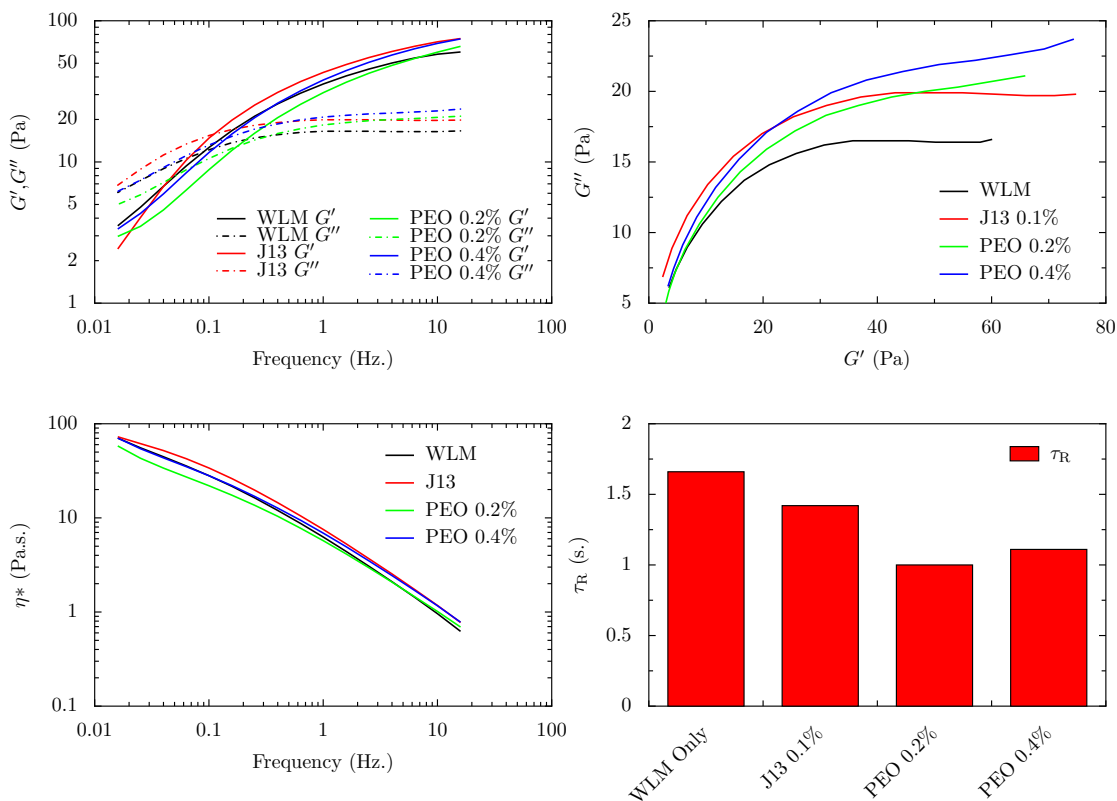 100
50
20
10
5
2
1
G′,G′′ (Pa)
0.01 0.1 1 10 100
Frequency (Hz.)
WLM G′
WLM G′′
J13 G′
J13 G′′
PEO 0.2% G′
PEO 0.2% G′′
PEO 0.4% G′
PEO 0.4% G′′
25
20
15
10
5
G′′ (Pa)
0 20 40 60 80
G′ (Pa)
WLM
J13 0.1%
PEO 0.2%
PEO 0.4%
100
10
1
0.1
η* (Pa.s.)
0.01 0.1 1 10 100
Frequency (Hz.)
WLM
J13
PEO 0.2%
PEO 0.4%
2
1.5
1
0.5
0
τR (s.)
τR
WLM Only
J13 0.1%
PEO 0.2%
PEO 0.4%